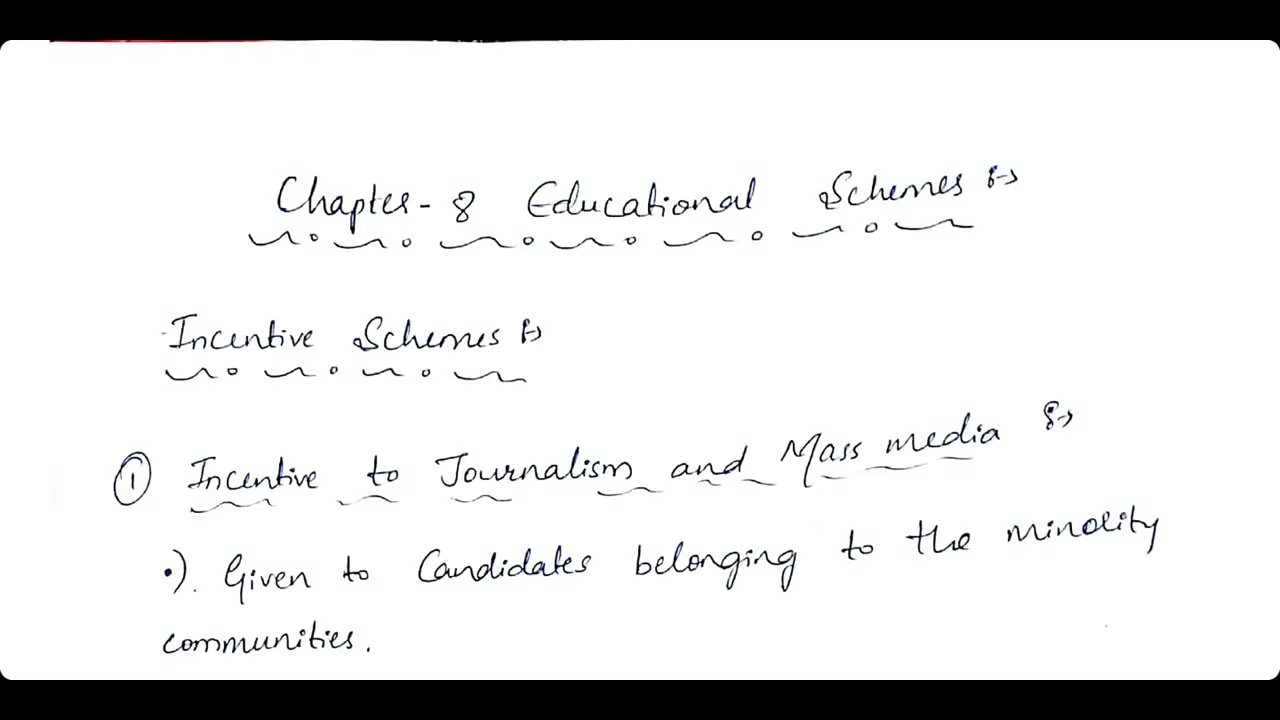 Chapter - 8 Educational Schemes :->
Incentive Schemes :->
① Incentive to Journalism and Mass media :->
•). Given to Candidates belonging to the minority
communities.